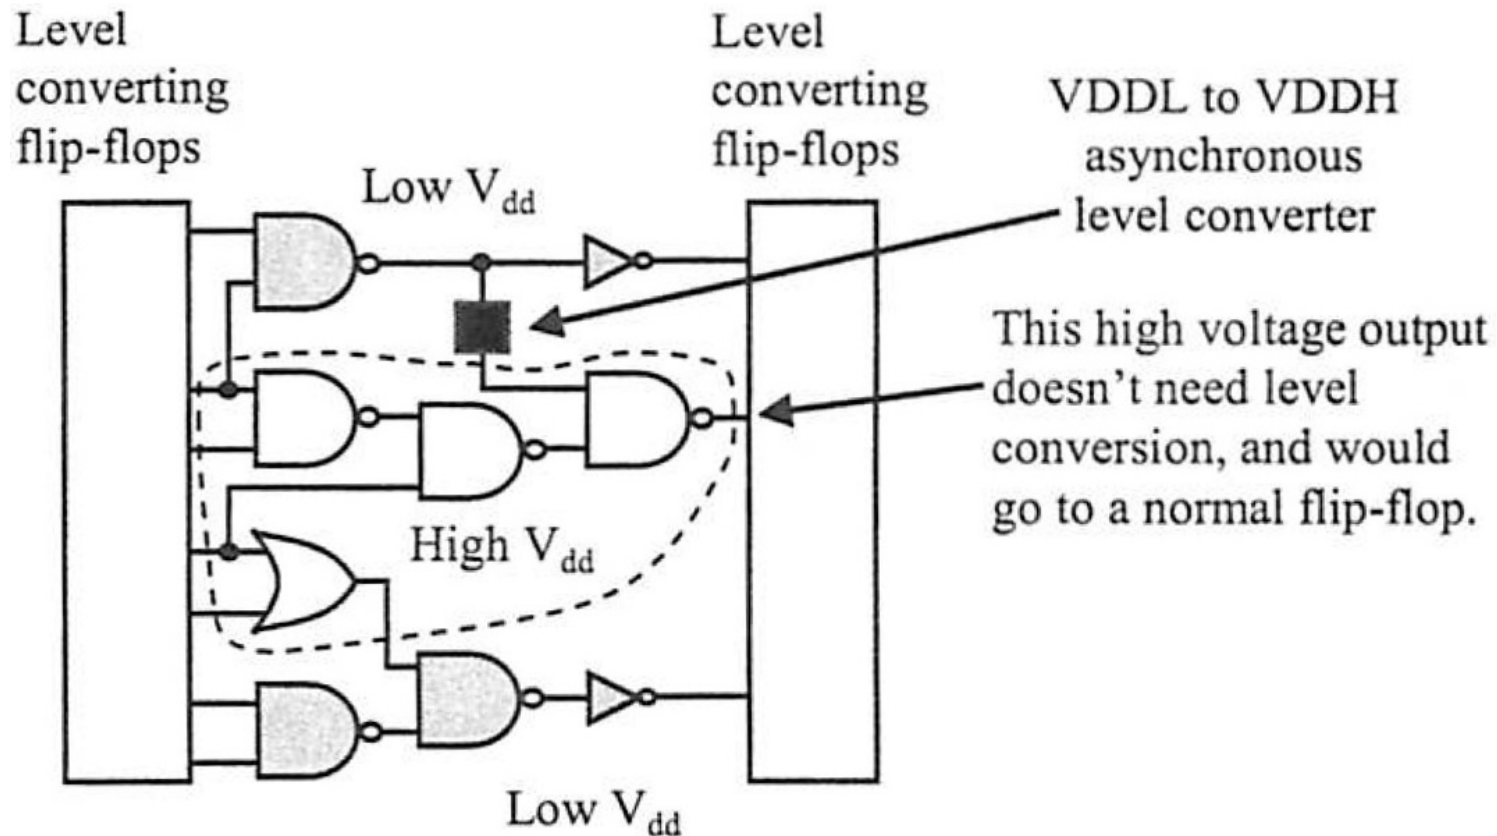 Level
converting
flip-flops
Level
converting
flip-flops
VDDL to VDDH
asynchronous
level converter
Low Vdd
This high voltage output
doesn't need level
conversion, and would
go to a normal flip-flop.
High Vdd
Low Vdd